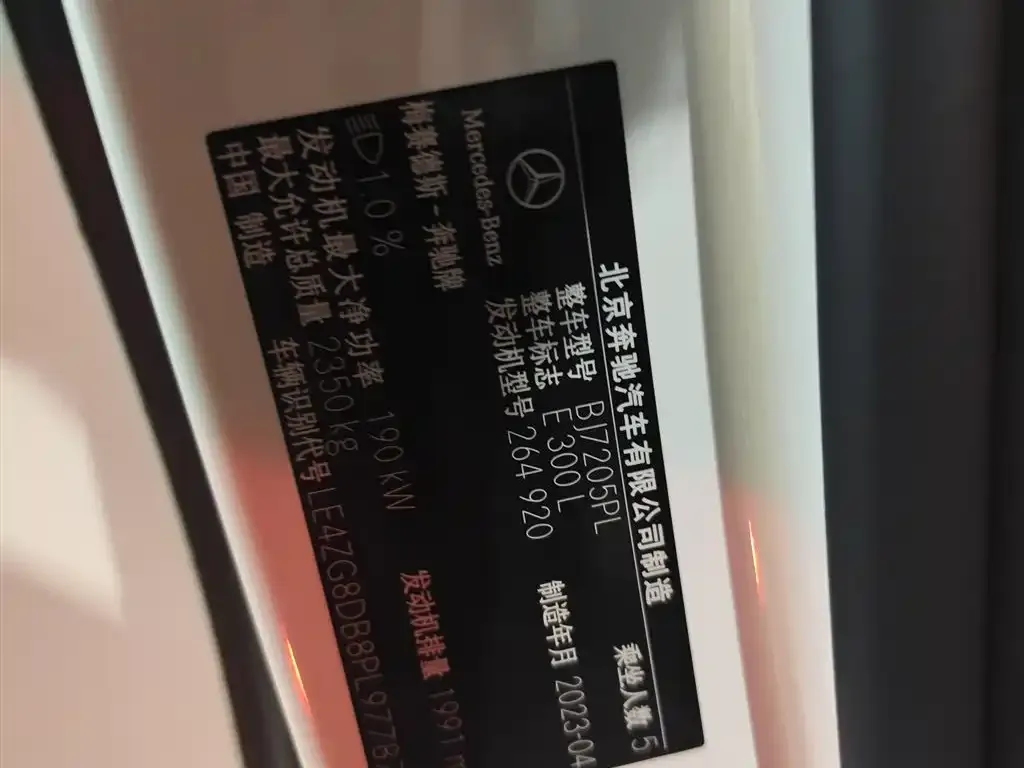 北京奔驰汽车有限公司制造
Mercedes-Benz
梅赛德斯-奔驰牌
整车型号 BJ7205PL
整车标志 E 300 L
发动机型号 264 920
乘坐人数 5
制造年月 2023-04
1.0%
发动机最大净功率 190 kW
发动机排量 1991 m
最大允许总质量 2350 kg
中国 制造
车辆识别代号 LE4ZG8DB8PL9778